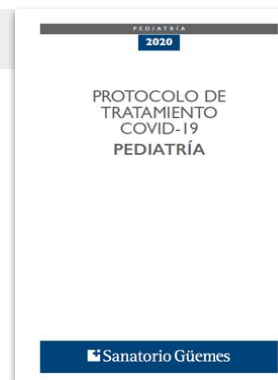 PEDIATRÍA
2020
PROTOCOLO DE
TRATAMIENTO
COVID-19
PEDIATRÍA
Sanatorio Güemes